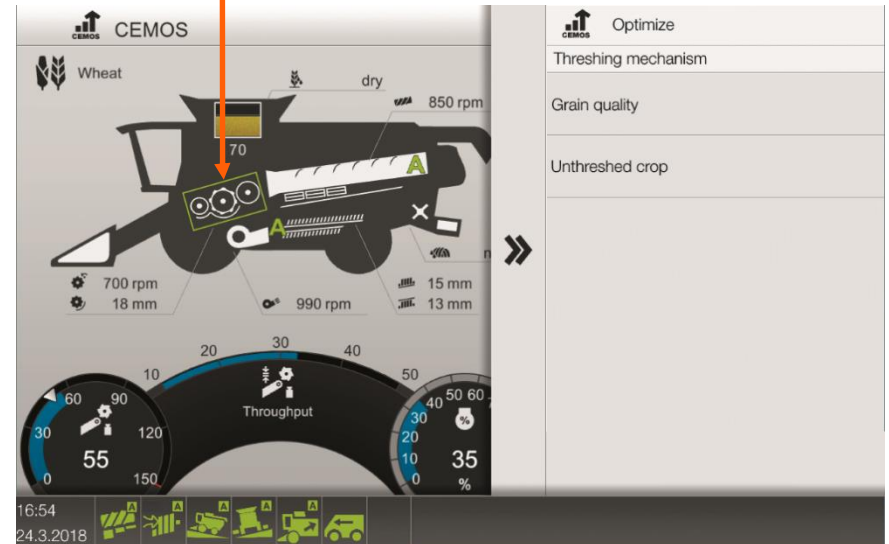 CEMOS
CEMOS
Wheat
dry
850 rpm
70
A
A
700 rpm
18 mm
990 rpm
15 mm
13 mm
10
20
30
40
50
Throughput
0
30
60
90
120
150
55
0
10
20
30
40
50
60
%
35
%
CEMOS
Optimize
Threshing mechanism
Grain quality
Unthreshed crop
16:54
24.3.2018
A
A
A
A
A